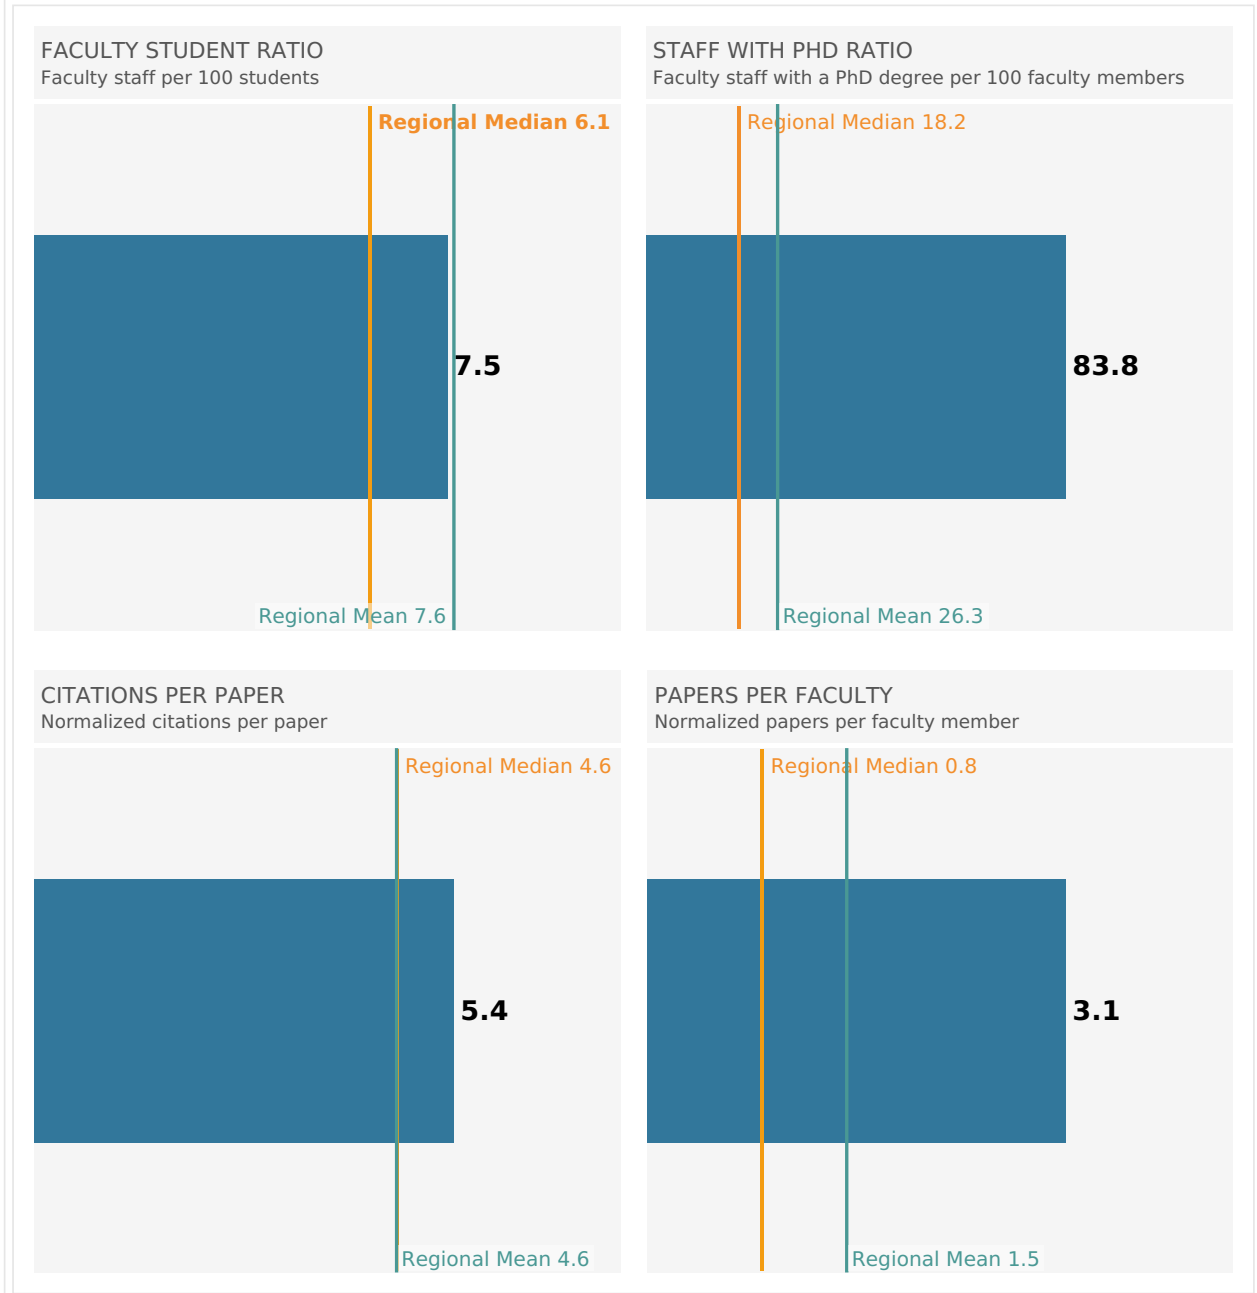 FACULTY STUDENT RATIO
Faculty staff per 100 students
Regional Median 6.1
7.5
Regional Mean 7.6
STAFF WITH PHD RATIO
Faculty staff with a PhD degree per 100 faculty members
Regional Median 18.2
83.8
Regional Mean 26.3
CITATIONS PER PAPER
Normalized citations per paper
Regional Median 4.6
5.4
Regional Mean 4.6
PAPERS PER FACULTY
Normalized papers per faculty member
Regional Median 0.8
3.1
Regional Mean 1.5